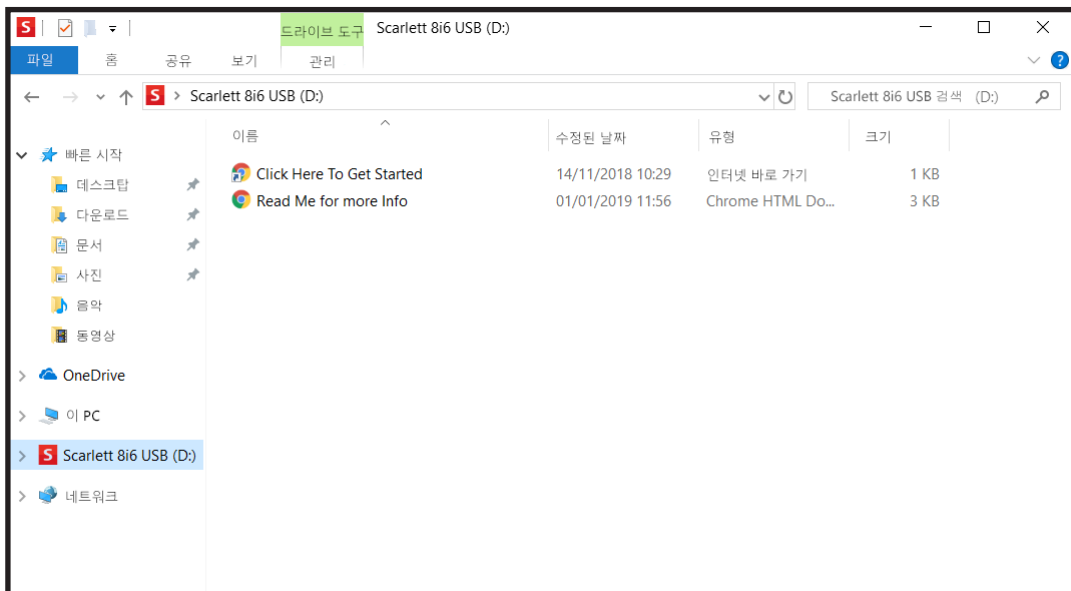 S 드라이브 도구 Scarlett 8i6 USB (D:)
파일 홈 공유 보기 관리 ?
S > Scarlett 8i6 USB (D:) Scarlett 8i6 USB 검색 (D:)
이름 수정된 날짜 유형 크기
빠른 시작
Click Here To Get Started 14/11/2018 10:29 인터넷 바로 가기 1 KB
데스크탑
Read Me for more Info 01/01/2019 11:56 Chrome HTML Do... 3 KB
다운로드
문서
사진
음악
동영상
OneDrive
이 PC
S Scarlett 8i6 USB (D:)
네트워크